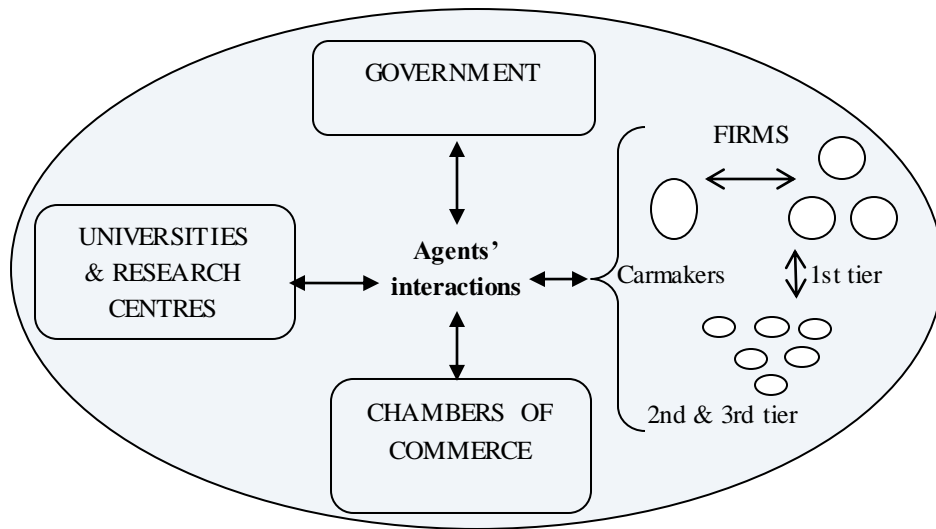 GOVERNMENT
FIRMS
UNIVERSITIES
& RESEARCH
CENTRES
Agents’
interactions
Carmakers
1st tier
CHAMBERS OF
COMMERCE
2nd & 3rd tier